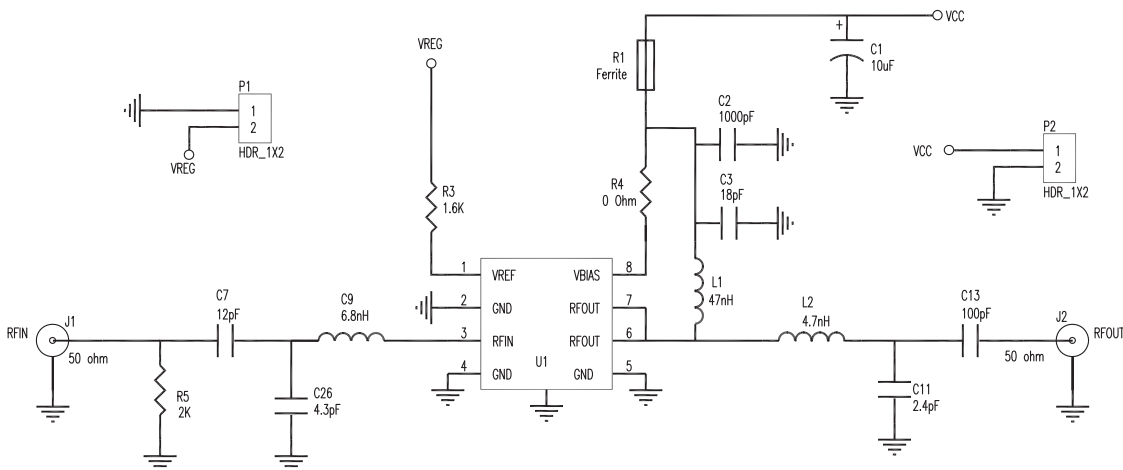 VCC
+
C1
10uF
R1
Ferrite
VREG
P1
1
2
HDR_1X2
VREG
C2
1000pF
P2
VCC
1
2
HDR_1X2
C3
18pF
R3
1.6K
R4
0 Ohm
1
VREF
VBIAS
8
L1
47nH
2
GND
RFOUT
7
3
RFIN
RFOUT
6
4
GND
GND
5
U1
RFIN
J1
50 ohm
C7
12pF
C9
6.8nH
R5
2K
C26
4.3pF
L2
4.7nH
C13
100pF
J2
RFOUT
50 ohm
C11
2.4pF